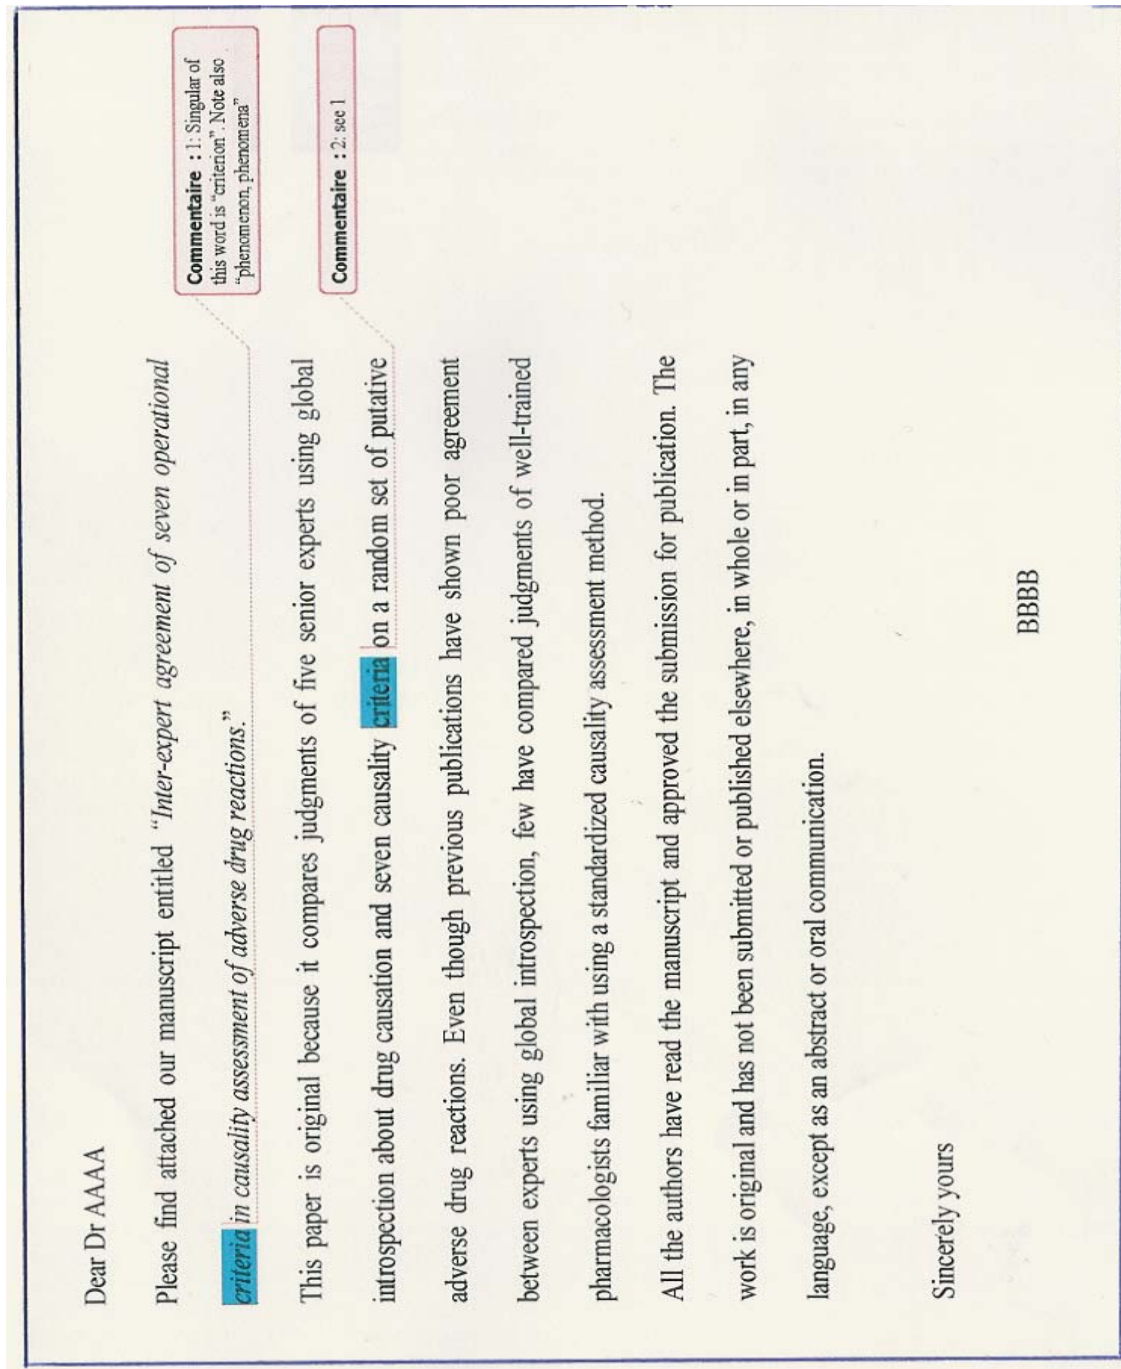 Dear Dr AAAA
Please find attached our manuscript entitled “Inter-expert agreement of seven operational
criteria in causality assessment of adverse drug reactions.”
Commentaire : 1: Singular of
this word is “criterion”. Note also
“phenomenon, phenomena”
This paper is original because it compares judgments of five senior experts using global
introspection about drug causation and seven causality criteria on a random set of putative
Commentaire : 2: see 1
adverse drug reactions. Even though previous publications have shown poor agreement
between experts using global introspection, few have compared judgments of well-trained
pharmacologists familiar with using a standardized causality assessment method.
All the authors have read the manuscript and approved the submission for publication. The
work is original and has not been submitted or published elsewhere, in whole or in part, in any
language, except as an abstract or oral communication.
Sincerely yours
BBBB